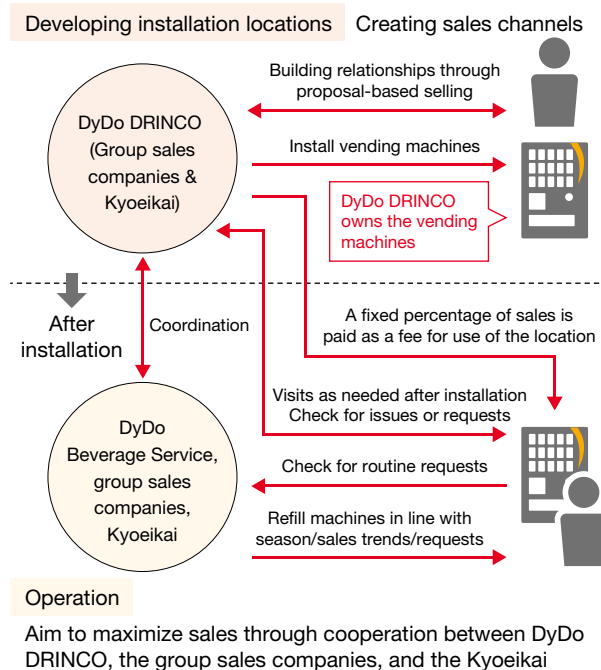 Developing installation locations
Creating sales channels
Building relationships through
proposal-based selling
DyDo DRINCO
(Group sales
companies &
Kyoeikai)
Install vending machines
DyDo DRINCO
owns the vending
machines
After
installation
Coordination
A fixed percentage of sales is
paid as a fee for use of the location
Visits as needed after installation
Check for issues or requests
DyDo
Beverage Service,
group sales
companies,
Kyoeikai
Check for routine requests
Refill machines in line with
season/sales trends/requests
Operation
Aim to maximize sales through cooperation between DyDo
DRINCO, the group sales companies, and the Kyoeikai